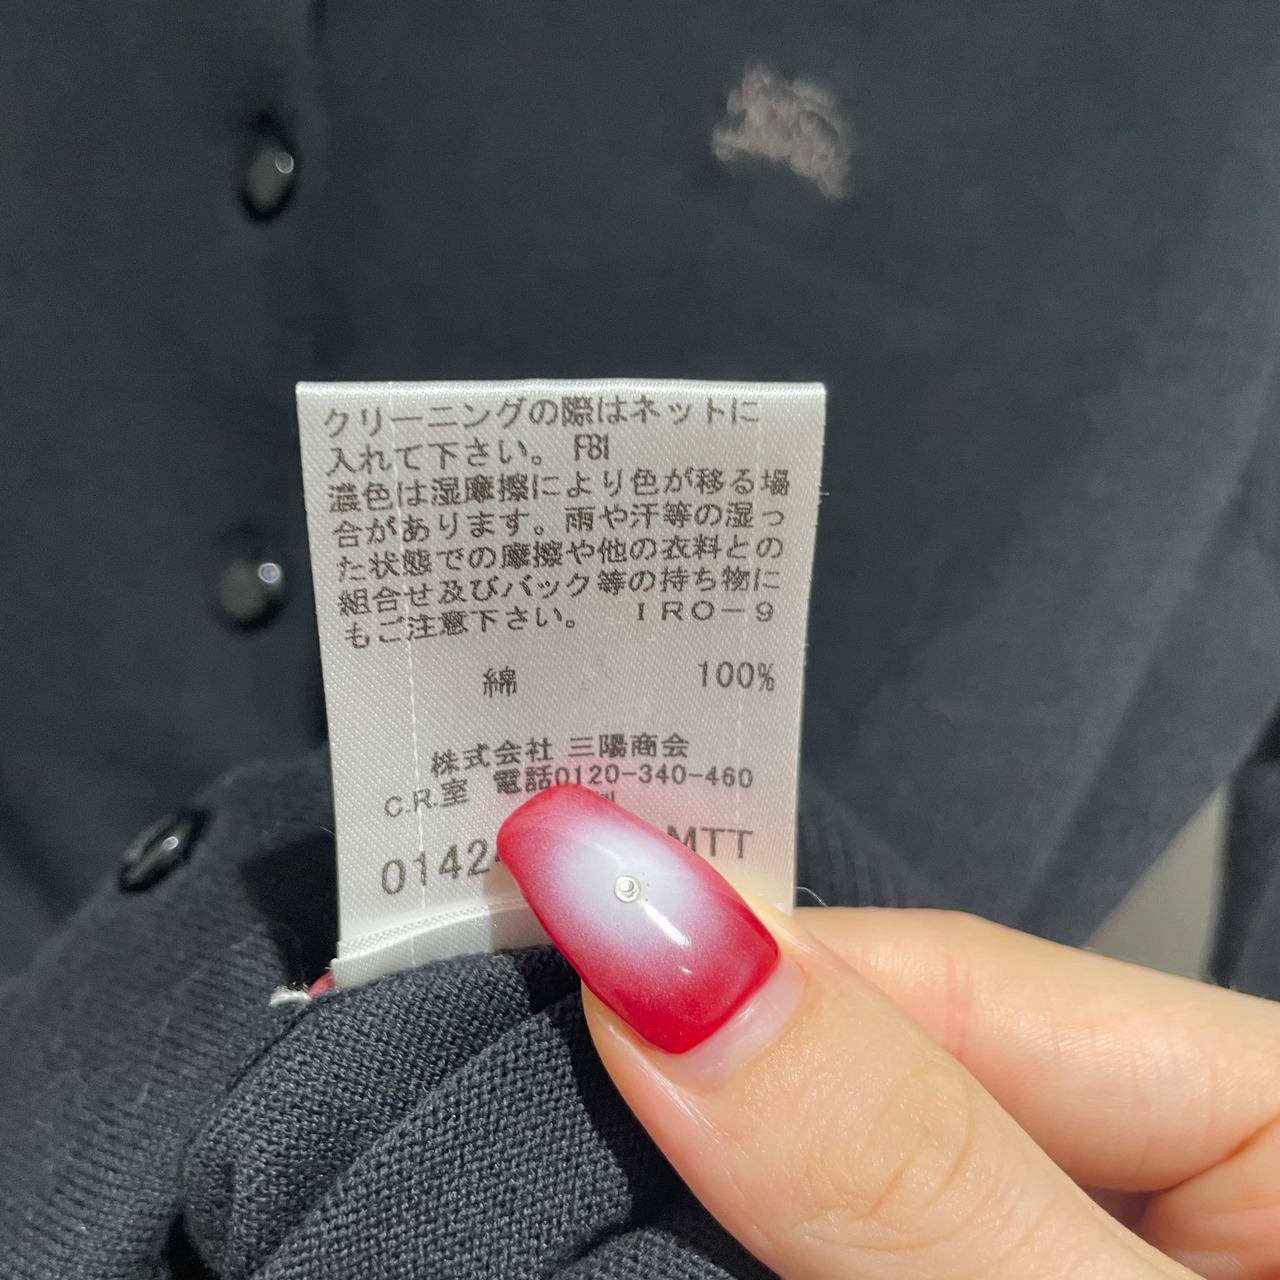 クリーニングの際はネットに
入れて下さい。 F81
濃色は湿摩擦により色が移る場
合があります。雨や汗等の湿っ
た状態での摩擦や他の衣料との
組合せ及びバック等の持ち物に
もご注意下さい。 IRO-9
綿 100%
株式会社 三陽商会
C.R.室 電話0120-340-460
0142 MTT